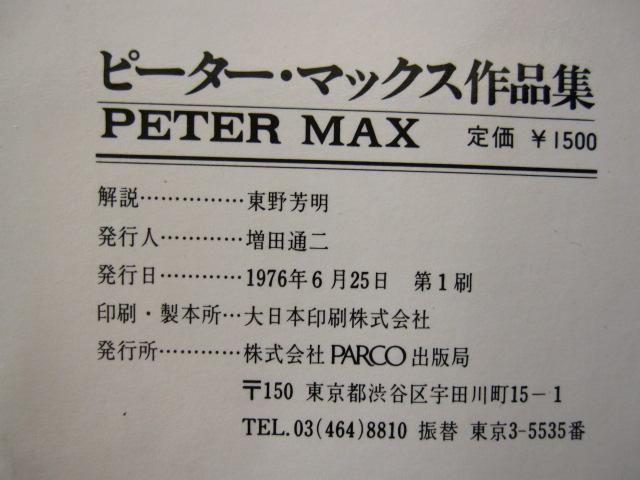 ピーター・マックス作品集
PETER MAX 定価 ¥1500
解説……………東野芳明
発行人…………増田通二
発行日…………1976年6月25日 第1刷
印刷・製本所…大日本印刷株式会社
発行所…………株式会社PARCO出版局
〒150 東京都渋谷区宇田川町15-1
TEL.03(464)8810 振替 東京3-5535番